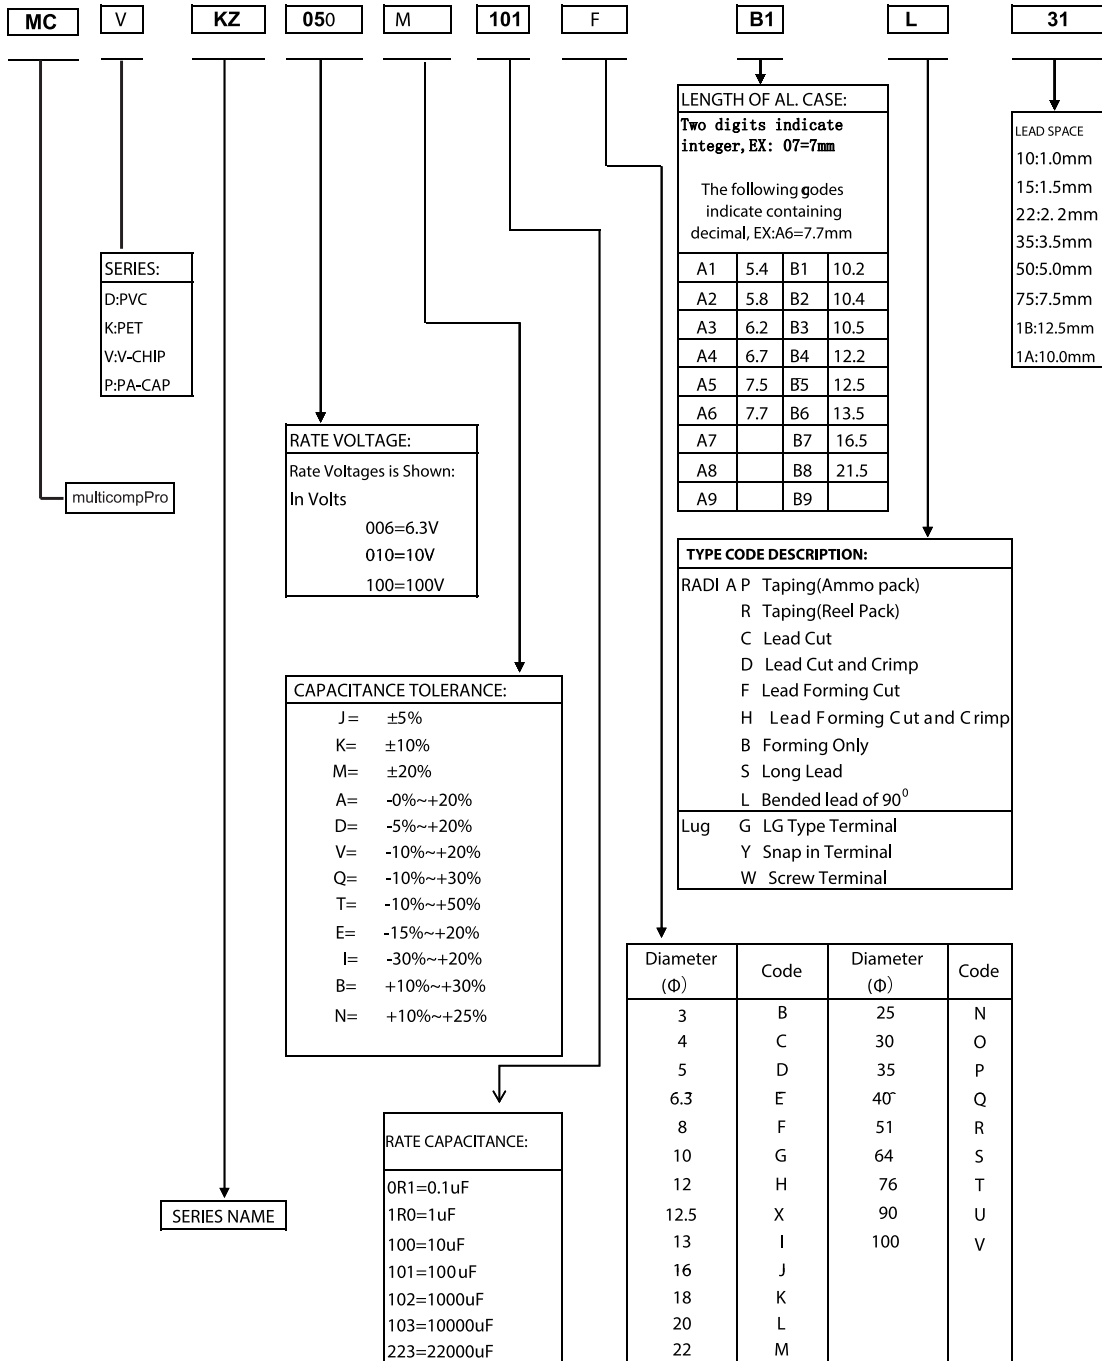 MC V KZ 050 M 101 F B1 L 31
LENGTH OF AL. CASE:
Two digits indicate
integer,EX: 07=7mm
The following godes
indicate containing
decimal, EX:A6=7.7mm
A1 5.4 B1 10.2
A2 5.8 B2 10.4
A3 6.2 B3 10.5
A4 6.7 B4 12.2
A5 7.5 B5 12.5
A6 7.7 B6 13.5
A7 B7 16.5
A8 B8 21.5
A9 B9
LEAD SPACE
10:1.0mm
15:1.5mm
22:2.2mm
35:3.5mm
50:5.0mm
75:7.5mm
1B:12.5mm
1A:10.0mm
SERIES:
D:PVC
K:PET
V:V-CHIP
P:PA-CAP
multicompPro
RATE VOLTAGE:
Rate Voltages is Shown:
In Volts
006=6.3V
010=10V
100=100V
TYPE CODE DESCRIPTION:
RADI A P Taping(Ammo pack)
R Taping(Reel Pack)
C Lead Cut
D Lead Cut and Crimp
F Lead Forming Cut
H Lead Forming Cut and Crimp
B Forming Only
S Long Lead
L Bended lead of 90⁰
Lug G LG Type Terminal
Y Snap in Terminal
W Screw Terminal
CAPACITANCE TOLERANCE:
J= ±5%
K= ±10%
M= ±20%
A= -0%~+20%
D= -5%~+20%
V= -10%~+20%
Q= -10%~+30%
T= -10%~+50%
E= -15%~+20%
I= -30%~+20%
B= +10%~+30%
N= +10%~+25%
SERIES NAME
RATE CAPACITANCE:
0R1=0.1uF
1R0=1uF
100=10uF
101=100uF
102=1000uF
103=10000uF
223=22000uF
Diameter (Φ) Code Diameter (Φ) Code
3 B 25 N
4 C 30 O
5 D 35 P
6.3 E 40 Q
8 F 51 R
10 G 64 S
12 H 76 T
12.5 X 90 U
13 I 100 V
16 J
18 K
20 L
22 M